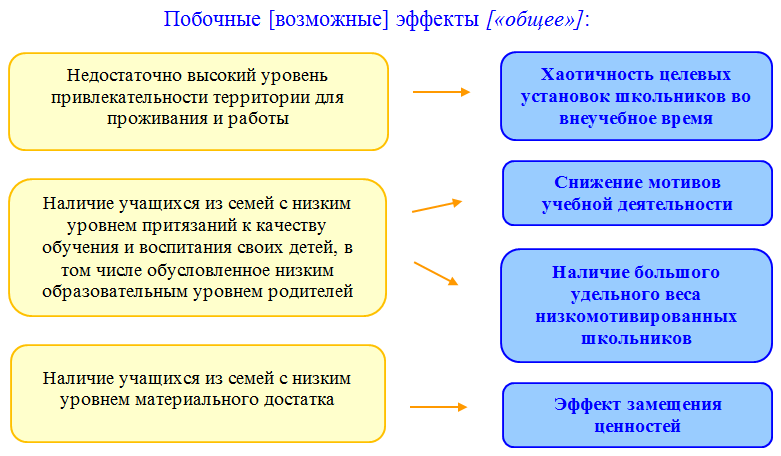 Побочные [возможные] эффекты [«общее»]:
Недостаточно высокий уровень
привлекательности территории для
проживания и работы
Хаотичность целевых
установок школьников во
внеучебное время
Наличие учащихся из семей с низким
уровнем притязаний к качеству
обучения и воспитания своих детей, в
том числе обусловленное низким
образовательным уровнем родителей
Снижение мотивов
учебной деятельности
Наличие большого
удельного веса
низкомотивированных
школьников
Наличие учащихся из семей с низким
уровнем материального достатка
Эффект замещения
ценностей